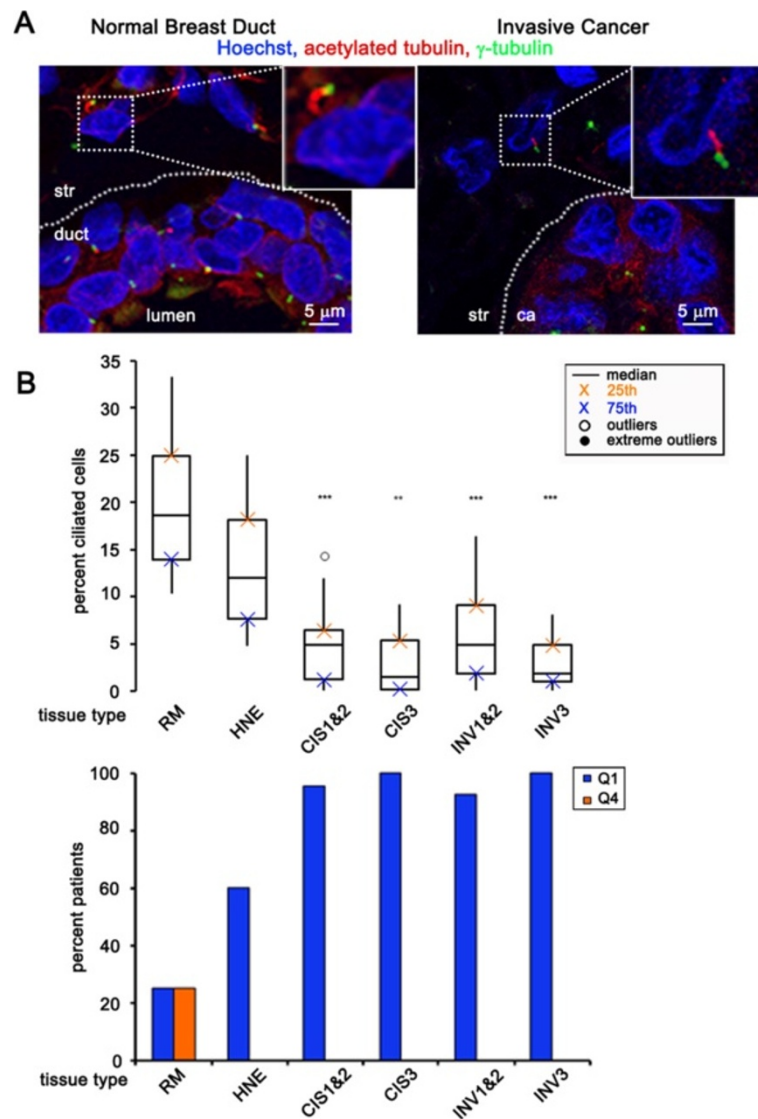 A
Normal Breast Duct
Invasive Cancer
Hoechst, acetylated tubulin, γ-tubulin
str
duct
lumen
5 µm
str
ca
5 µm
B
35
30
25
20
15
10
5
0
percent ciliated cells
*** ** *** ***
median
X 25th
X 75th
outliers
extreme outliers
tissue type
RM
HNE
CIS1&2
CIS3
INV1&2
INV3
100
80
60
40
20
0
percent patients
Q1
Q4
tissue type
RM
HNE
CIS1&2
CIS3
INV1&2
INV3